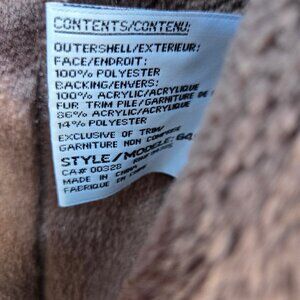 CONTENTS/CONTENU:
OUTERSHELL/EXTERIEUR:
FACE/ENDROIT:
100% POLYESTER
BACKING/ENVERS:
100% ACRYLIC/ACRYLIQUE
FUR TRIM PILE/GARNITURE DE
86% ACRYLIC/ACRYLIQUE
14% POLYESTER
EXCLUSIVE OF TRIM/
GARNITURE NON COMPRISE
STYLE/MODELE: 64
CA# 00328
MADE IN CHINA
FABRIQUE EN CHINE